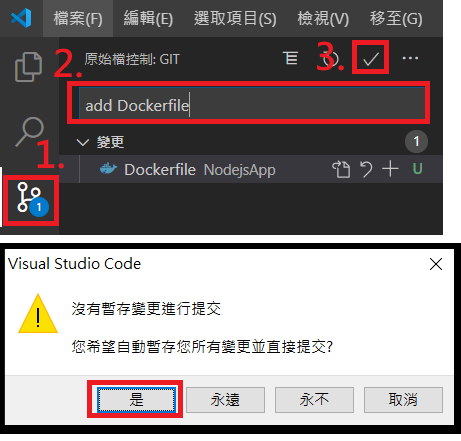 檔案(F) 編輯(E) 選取項目(S) 檢視(V) 移至(G)
2. 原始檔控制: GIT 3.
add Dockerfile
1. 變更 1
Dockerfile NodejsApp U
1
Visual Studio Code
沒有暫存變更進行提交
您希望自動暫存您所有變更並直接提交?
是 永遠 永不 取消